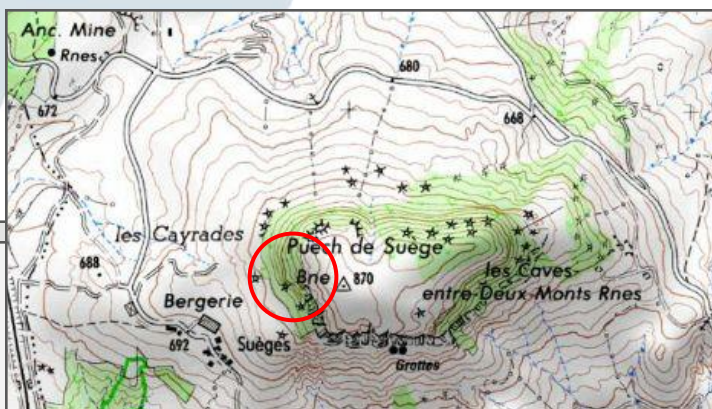 Anc. Mine
Rnes
672
680
668
les Cayrades
688
Puech de Suège
Bne
870
les Caves-
entre-Deux-Monts Rnes
Bergerie
692
Suèges
Grottes